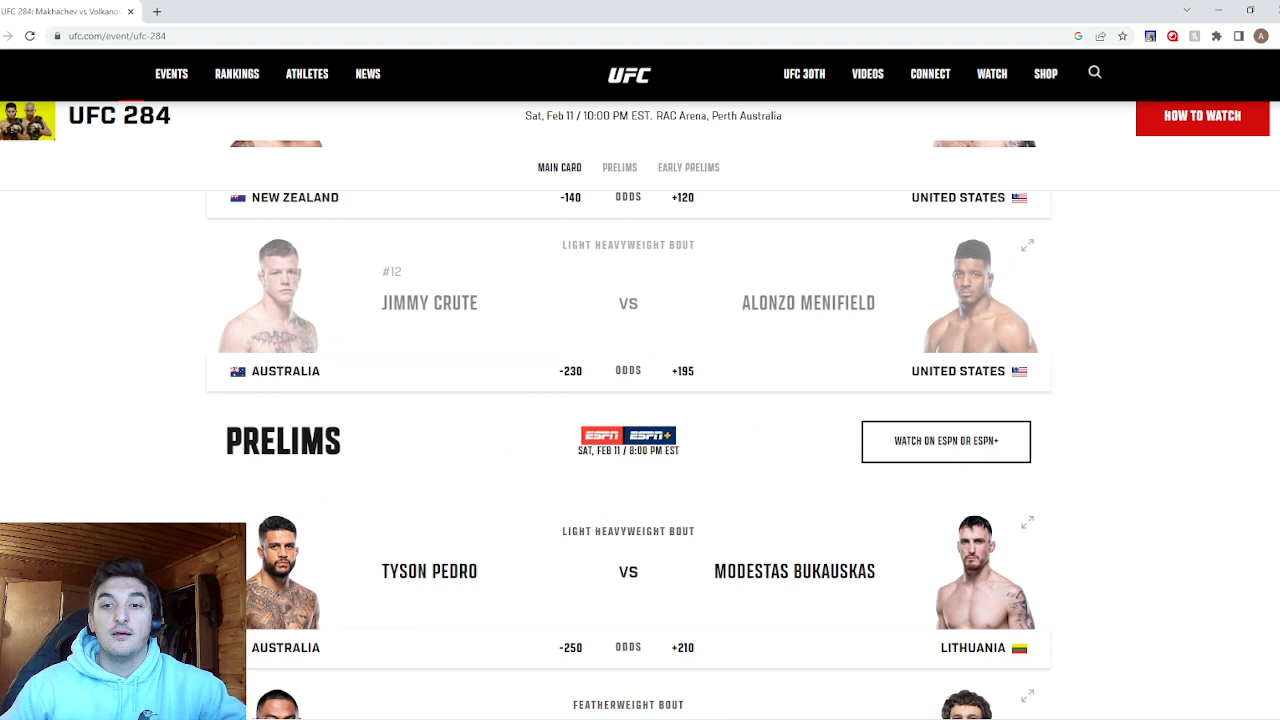 UFC 284: Makhachev vs Volkano
ufc.com/event/ufc-284
A
EVENTS RANKINGS ATHLETES NEWS UFC UFC 30TH VIDEOS CONNECT WATCH SHOP
UFC 284 Sat, Feb 11 / 10:00 PM EST. RAC Arena, Perth Australia HOW TO WATCH
MAIN CARD PRELIMS EARLY PRELIMS
NEW ZEALAND -140 ODDS +120 UNITED STATES
LIGHT HEAVYWEIGHT BOUT
#12
JIMMY CRUTE VS ALONZO MENIFIELD
AUSTRALIA -230 ODDS +195 UNITED STATES
PRELIMS ESPN ESPN+ WATCH ON ESPN OR ESPN+
SAT, FEB 11 / 8:00 PM EST
LIGHT HEAVYWEIGHT BOUT
TYSON PEDRO VS MODESTAS BUKAUSKAS
AUSTRALIA -250 ODDS +210 LITHUANIA
FEATHERWEIGHT BOUT